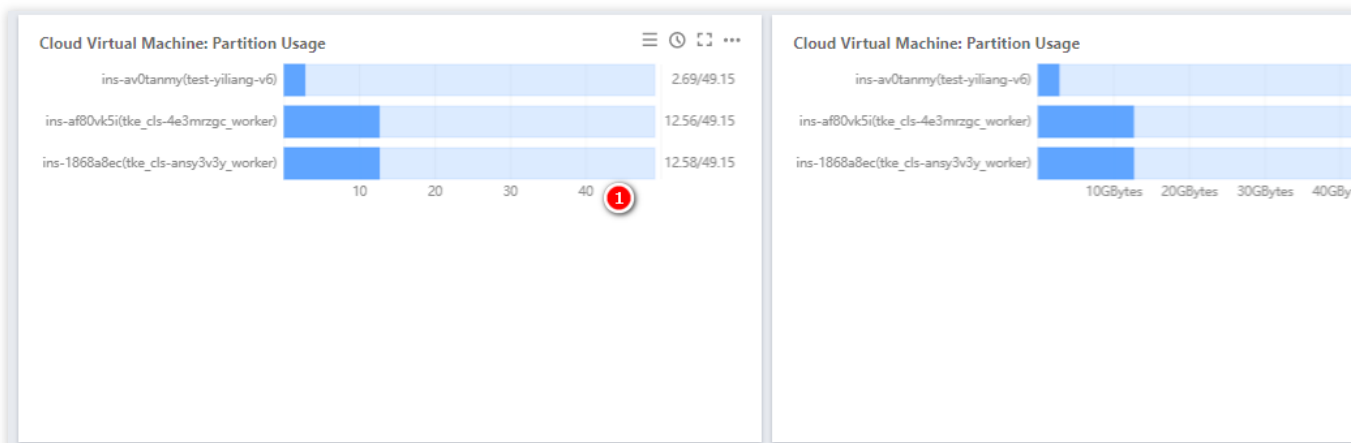 Cloud Virtual Machine: Partition Usage
ins-av0tanmy(test-yiliang-v6) 2.69/49.15
ins-af80vk5i(tke_cls-4e3mrzgc_worker) 12.56/49.15
ins-1868a8ec(tke_cls-ansy3v3y_worker) 12.58/49.15
10 20 30 40
1
Cloud Virtual Machine: Partition Usage
ins-av0tanmy(test-yiliang-v6)
ins-af80vk5i(tke_cls-4e3mrzgc_worker)
ins-1868a8ec(tke_cls-ansy3v3y_worker)
10GBytes 20GBytes 30GBytes 40GBy